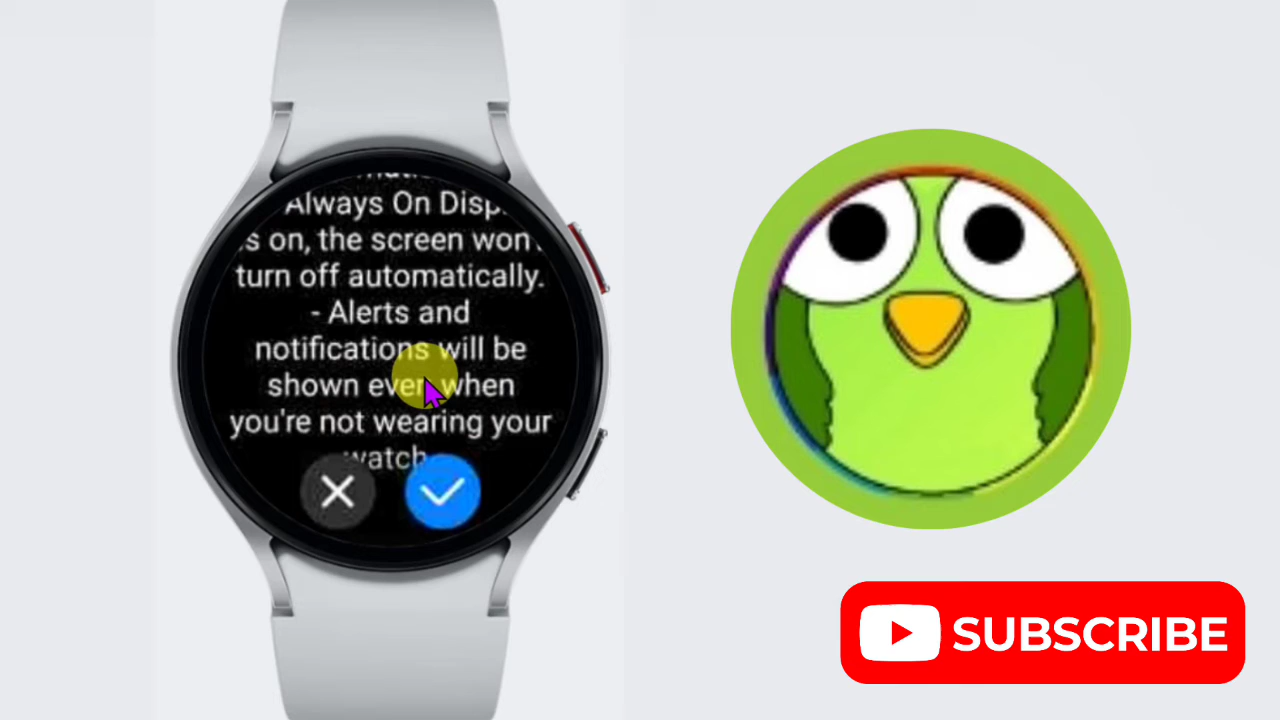 Always On
s on, the screen won
turn off automatically.
- Alerts and
notifications will be
shown even when
you're not wearing your
watch
SUBSCRIBE